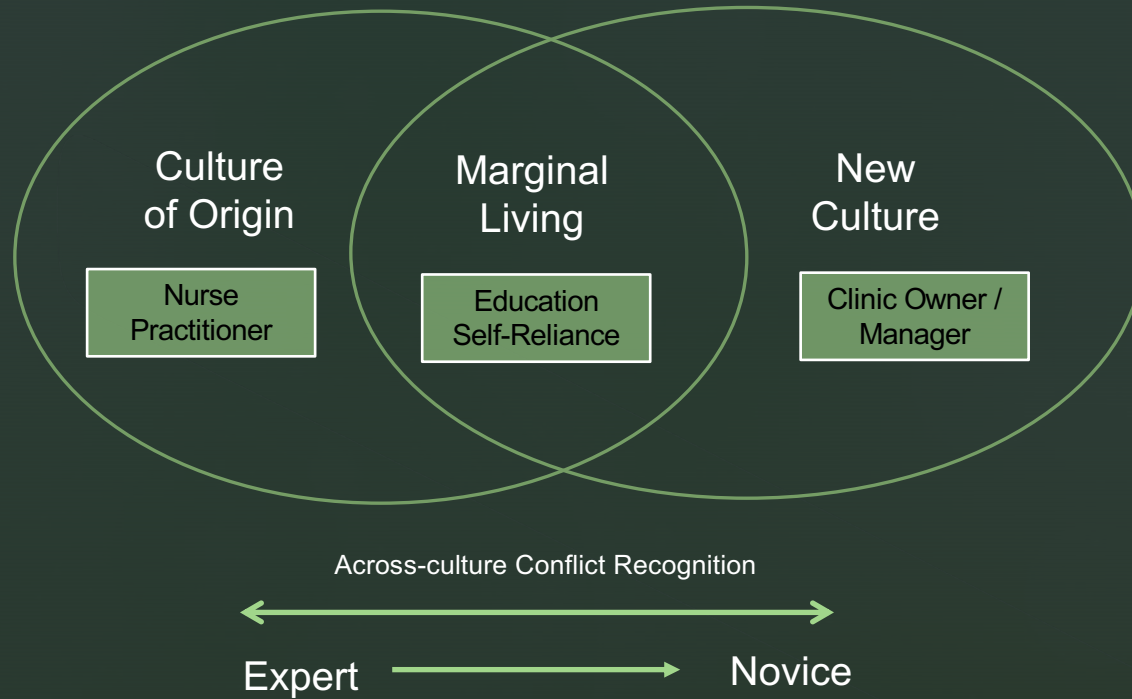 Culture
of Origin
Nurse
Practitioner
Marginal
Living
Education
Self-Reliance
New
Culture
Clinic Owner /
Manager
Across-culture Conflict Recognition
Expert
Novice